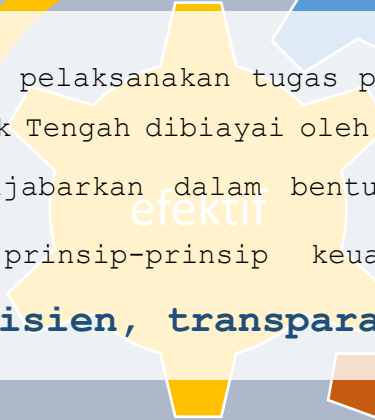 pelaksanakan tugas p
k Tengah dibiayai oleh
jabarkan dalam bentu
efektif
prinsip-prinsip keua
isien, transpara